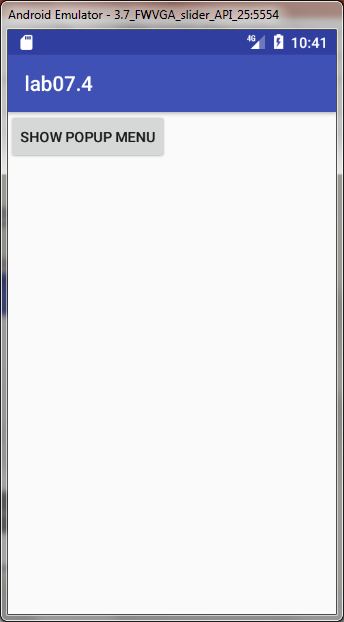 Android Emulator - 3.7_FWVGA_slider_API_25:5554
4G 10:41
lab07.4
SHOW POPUP MENU